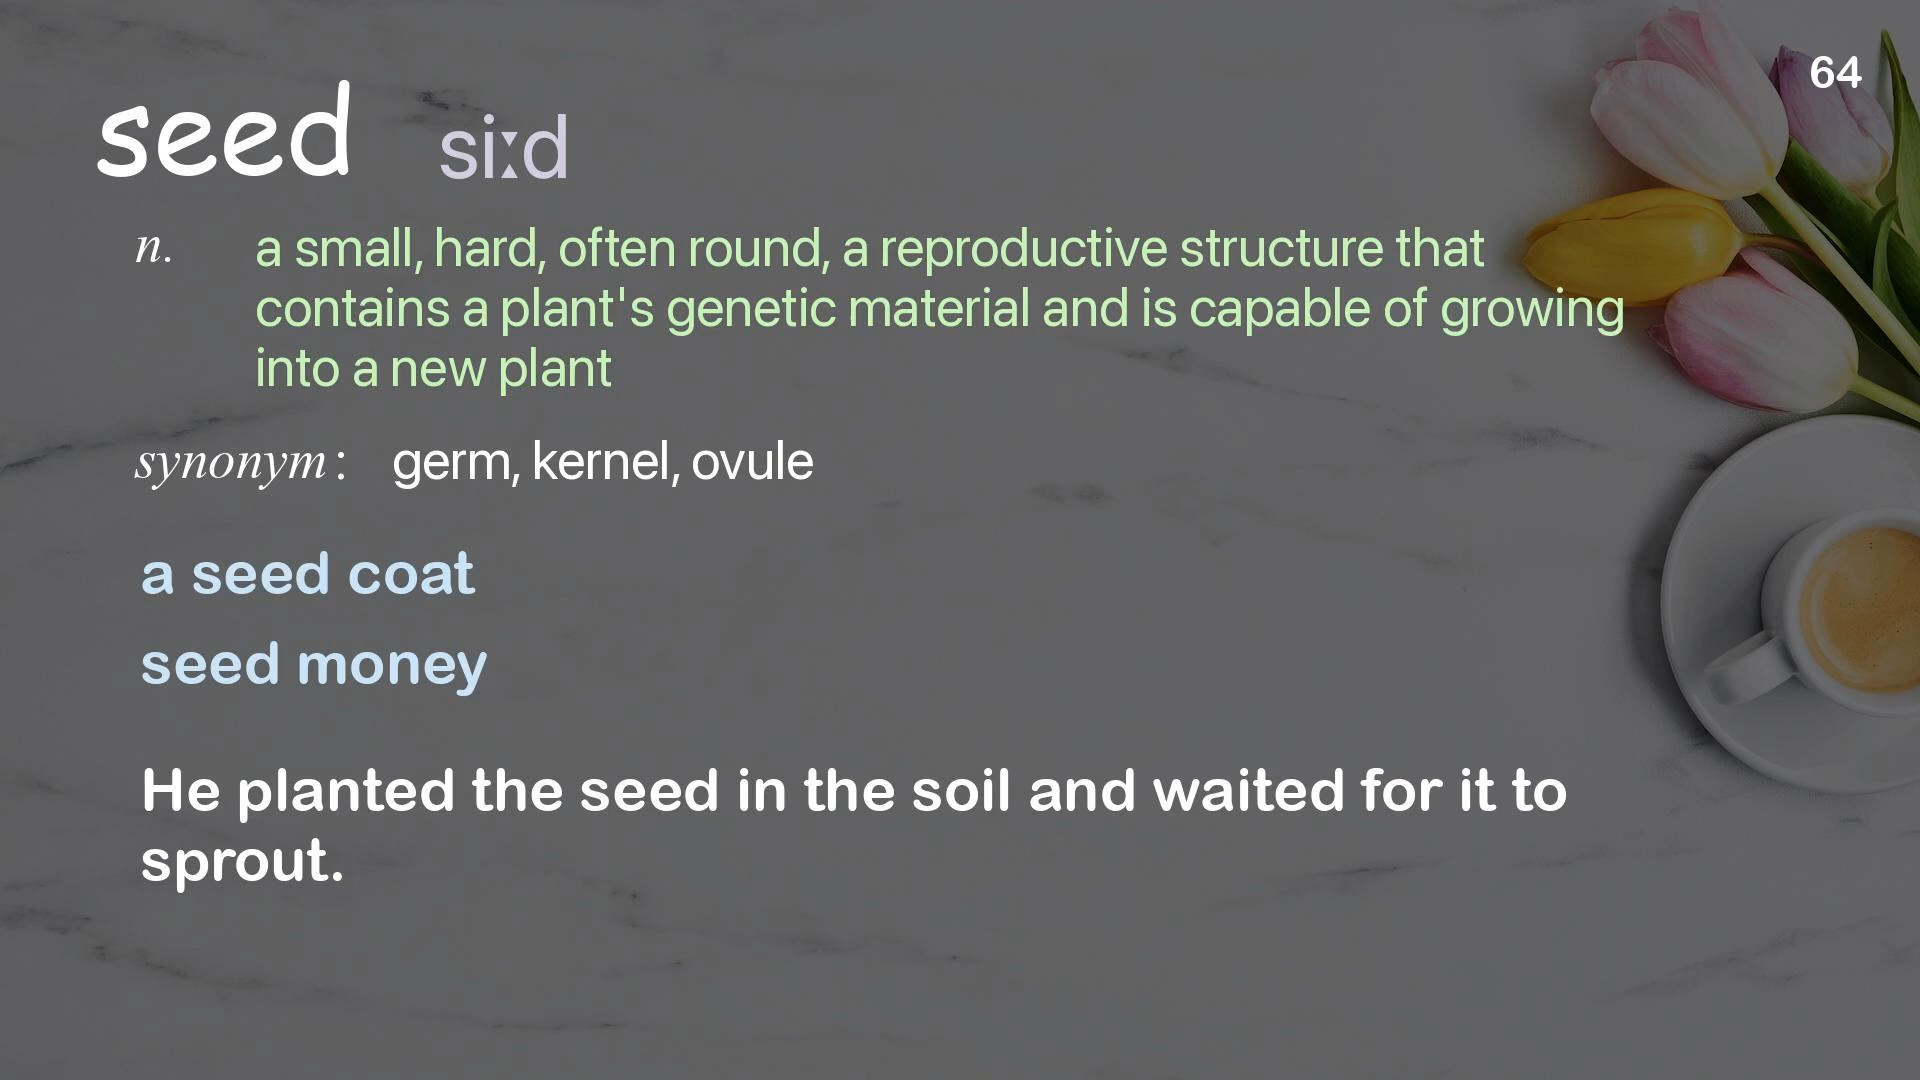 64
seed siːd
n. a small, hard, often round, a reproductive structure that
contains a plant's genetic material and is capable of growing
into a new plant
synonym: germ, kernel, ovule
a seed coat
seed money
He planted the seed in the soil and waited for it to
sprout.